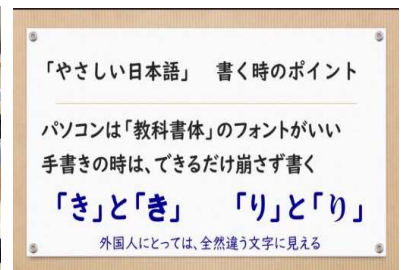 「やさしい日本語」　書く時のポイント
パソコンは「教科書体」のフォントがいい
手書きの時は、できるだけ崩さず書く
「き」と「き」　「り」と「り」
外国人にとっては、全然違う文字に見える